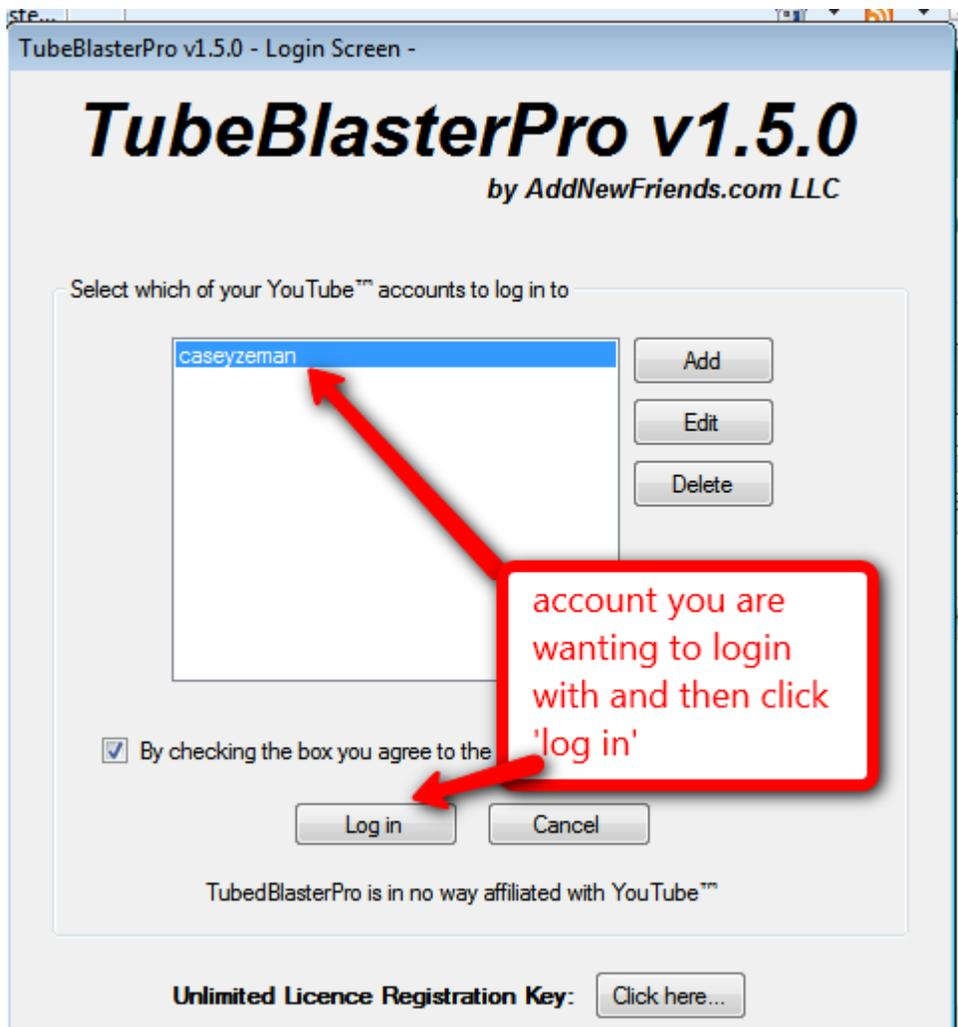 ste...
TubeBlasterPro v1.5.0 - Login Screen -
TubeBlasterPro v1.5.0
by AddNewFriends.com LLC
Select which of your YouTube™ accounts to log in to
caseyzeman
Add
Edit
Delete
account you are
wanting to login
with and then click
'log in'
By checking the box you agree to the
Log in
Cancel
TubedBlasterPro is in no way affiliated with YouTube™
Unlimited Licence Registration Key:
Click here...